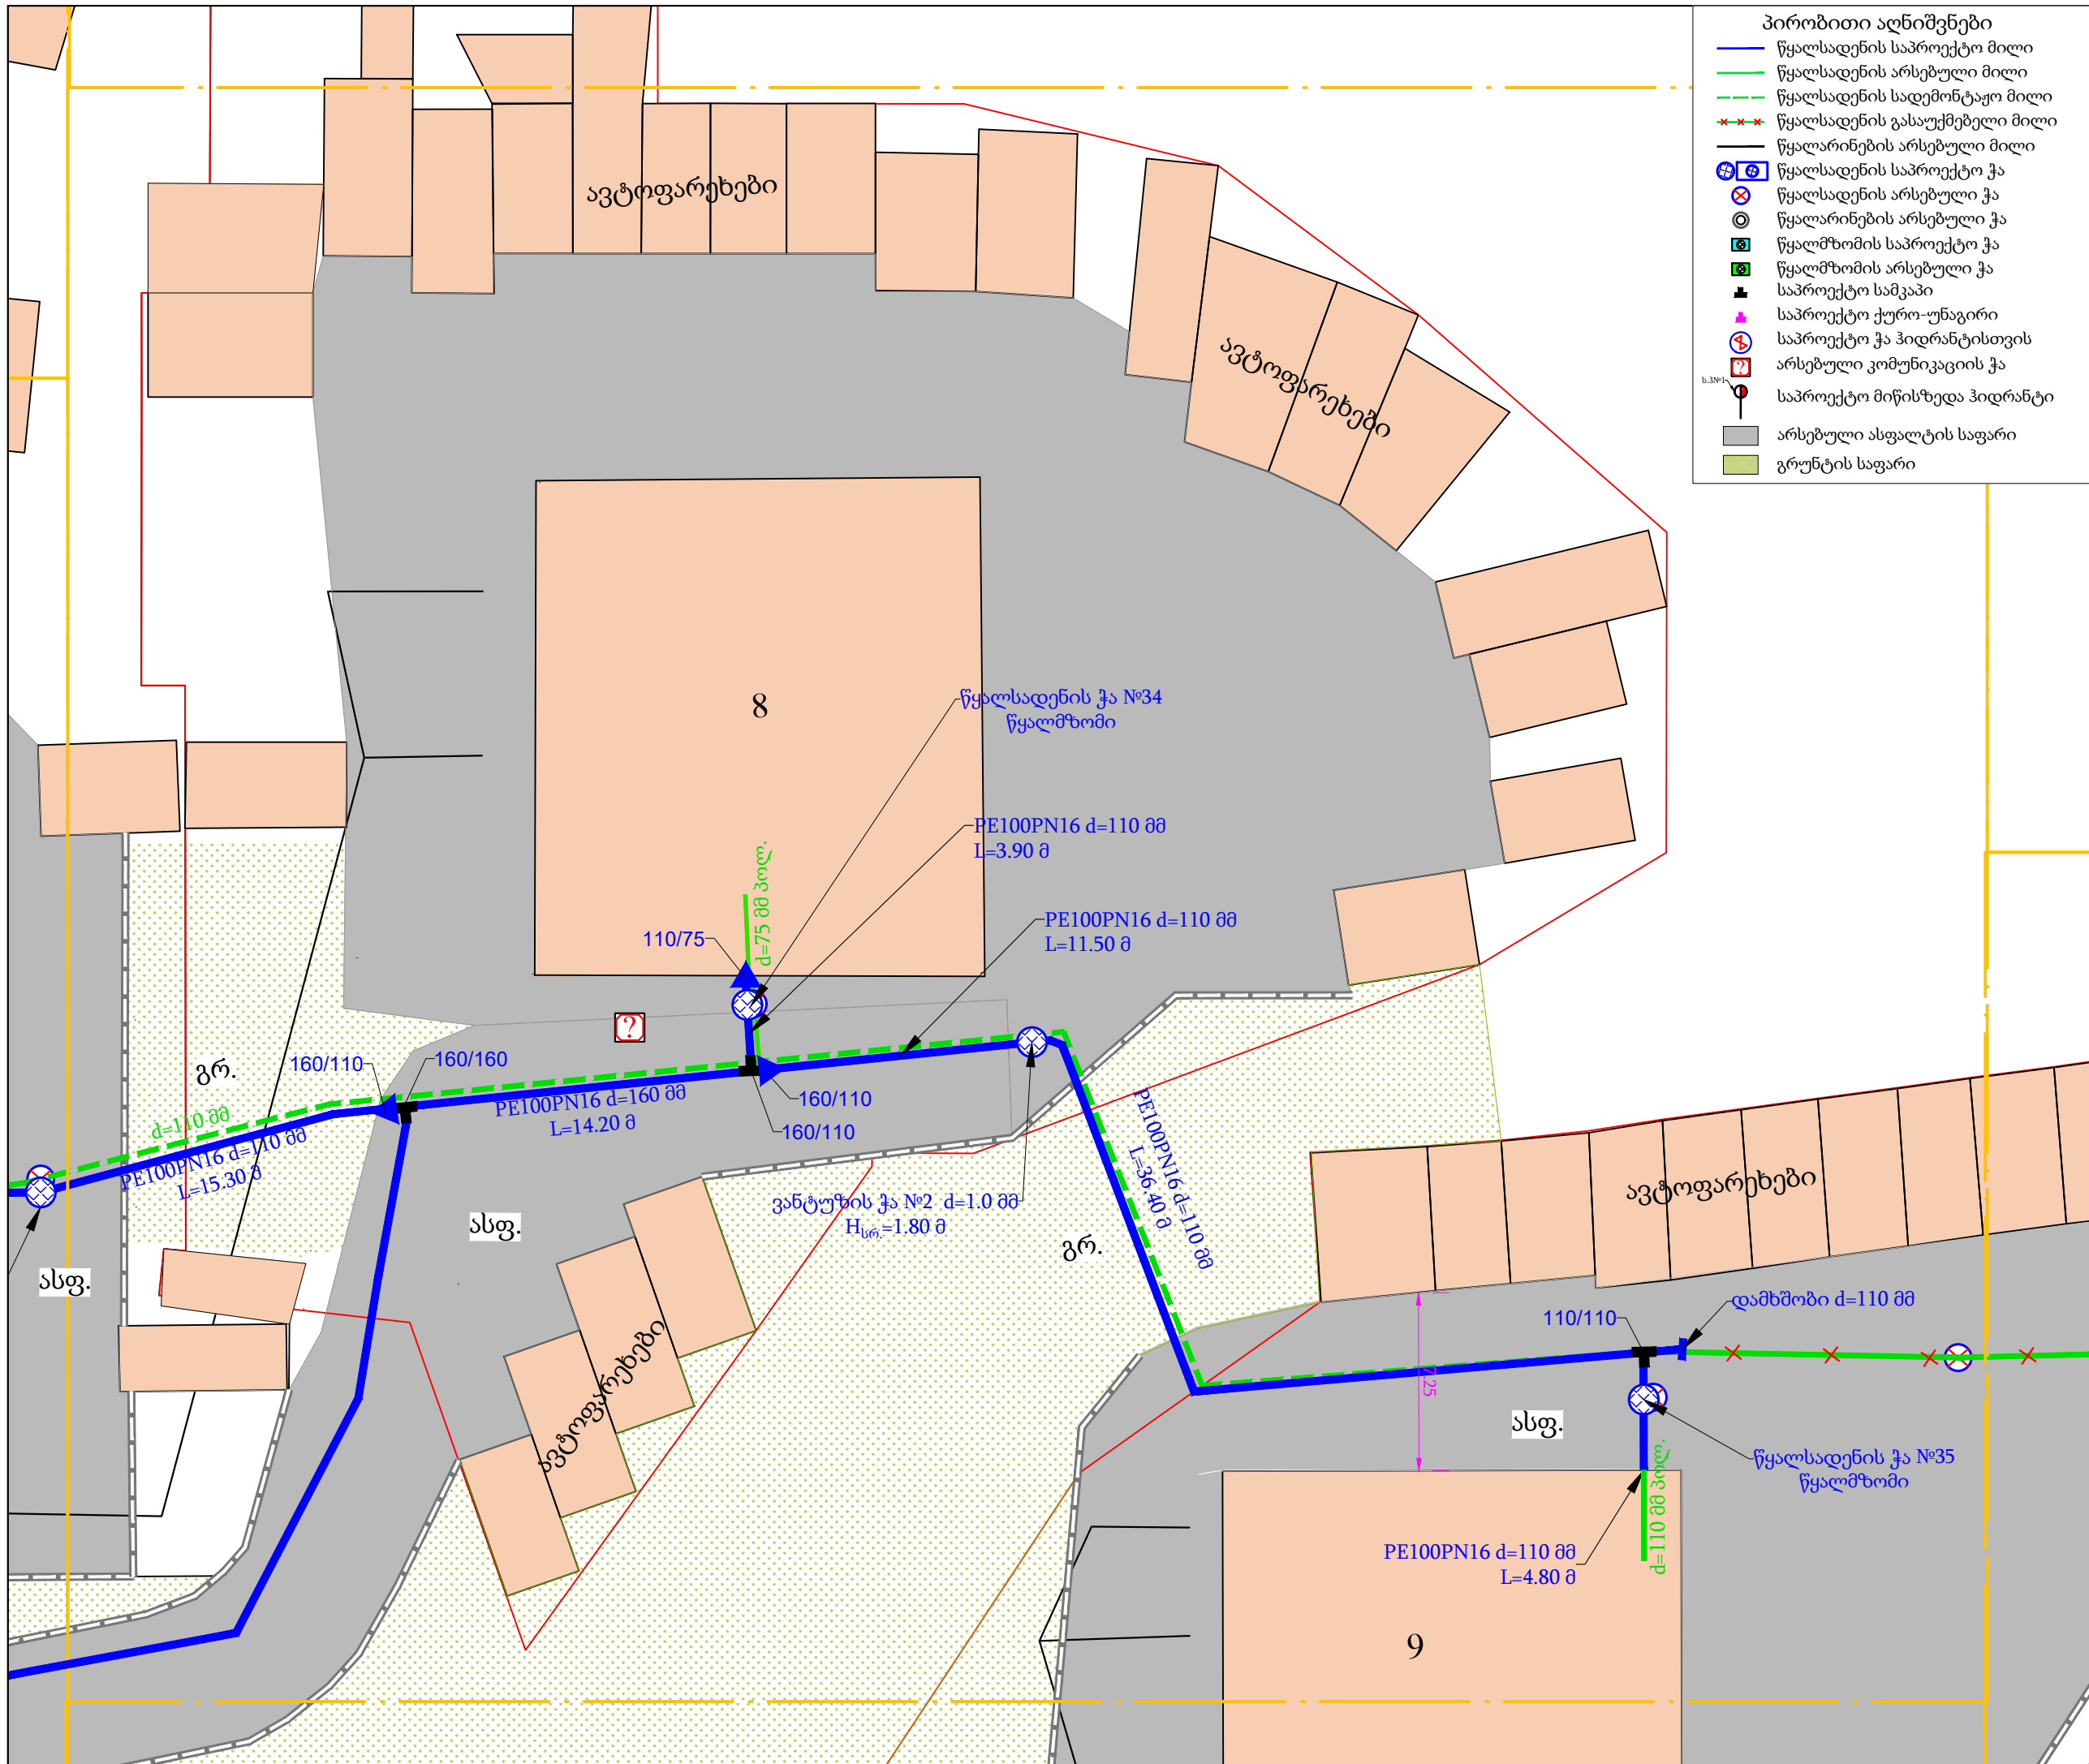 პირობითი აღნიშვნები
წყალსადენის საპროექტო მილი
წყალსადენის არსებული მილი
წყალსადენის სადემონტაჟო მილი
წყალსადენის გასაუქმებელი მილი
წყალარინების არსებული მილი
წყალსადენის საპროექტო ჭა
წყალსადენის არსებული ჭა
წყალარინების არსებული ჭა
წყალმზომის საპროექტო ჭა
წყალმზომის არსებული ჭა
საპროექტო სამკაპი
საპროექტო ქურო-უნაგირი
საპროექტო ჭა ჰიდრანტისთვის
?
არსებული კომუნიკაციის ჭა
ს.ჰ№1
საპროექტო მიწისზედა ჰიდრანტი
არსებული ასფალტის საფარი
გრუნტის საფარი
ავტოფარეხები
ავტოფარეხები
8
წყალსადენის ჭა №34
წყალმზომი
PE100PN16 d=110 მმ
L=3.90 მ
d=75 მმ პოლ.
110/75
PE100PN16 d=110 მმ
L=11.50 მ
?
გრ.
160/110
160/160
d=110 მმ
PE100PN16 d=110 მმ
L=15.30 მ
PE100PN16 d=160 მმ
L=14.20 მ
160/110
160/110
PE100PN16 d=110 მმ
L=36.40 მ
ვანტუზის ჭა №2 d=1.0 მმ
Hსრ.=1.80 მ
ასფ.
გრ.
ასფ.
ავტოფარეხები
ავტოფარეხები
110/110
დამხშობი d=110 მმ
7.25
ასფ.
წყალსადენის ჭა №35
წყალმზომი
d=110 მმ პოლ.
PE100PN16 d=110 მმ
L=4.80 მ
9